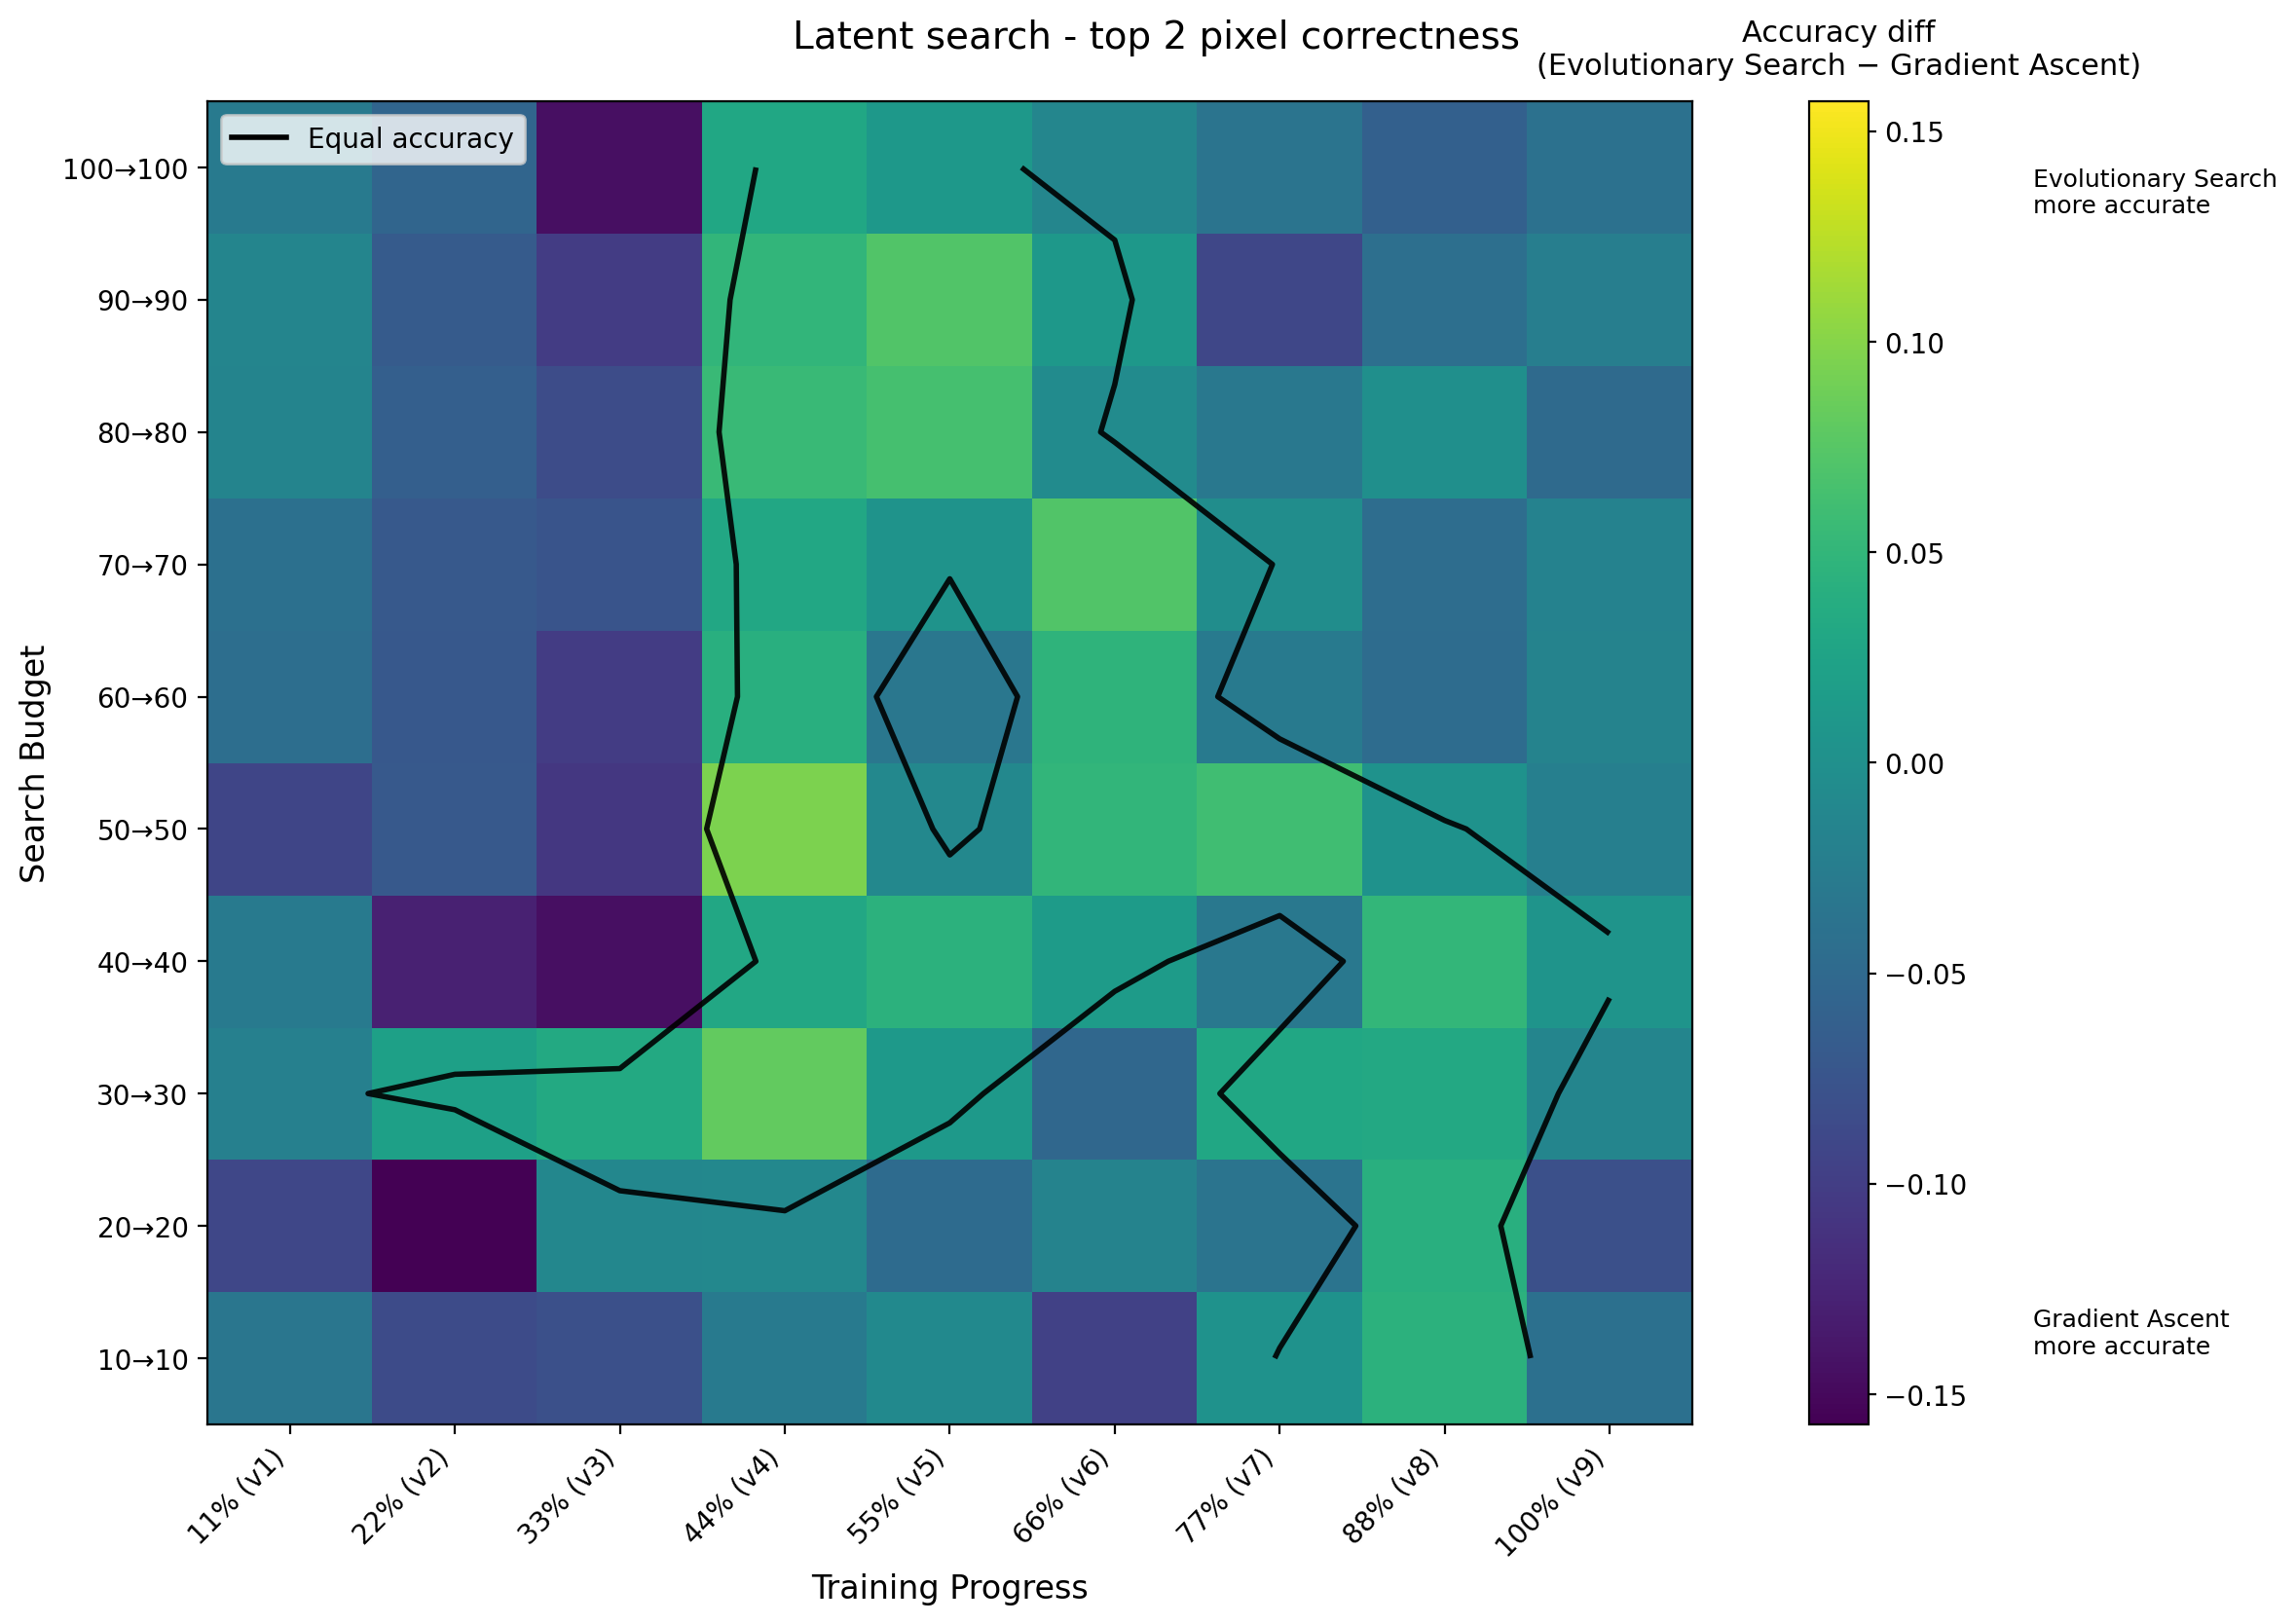 Latent search - top 2 pixel correctness
Accuracy diff
(Evolutionary Search − Gradient Ascent)
Equal accuracy
Search Budget
100→100
90→90
80→80
70→70
60→60
50→50
40→40
30→30
20→20
10→10
11% (v1)
22% (v2)
33% (v3)
44% (v4)
55% (v5)
66% (v6)
77% (v7)
88% (v8)
100% (v9)
Training Progress
0.15
0.10
0.05
0.00
−0.05
−0.10
−0.15
Evolutionary Search
more accurate
Gradient Ascent
more accurate